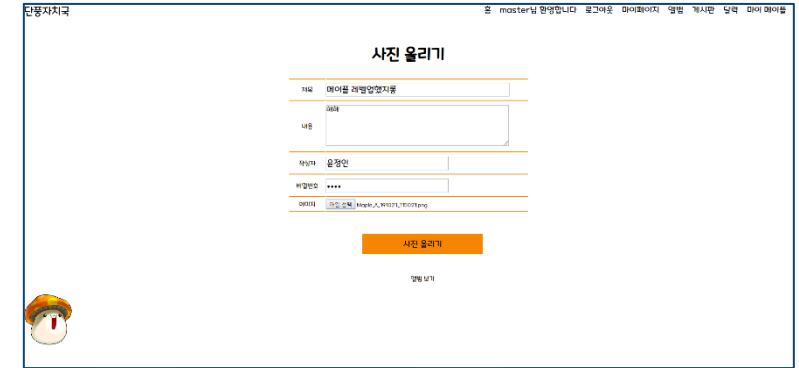 단풍자치국
홈 master님 환영합니다 로그아웃 마이페이지 앨범 게시판 달력 마이 메이플
사진 올리기
제목 메이플 레벨업했지롱
헤헤
내용
작성자 윤정인
비밀번호 ••••
이미지 파일 선택 Maple_A_191021_110021.png
사진 올리기
앨범 보기